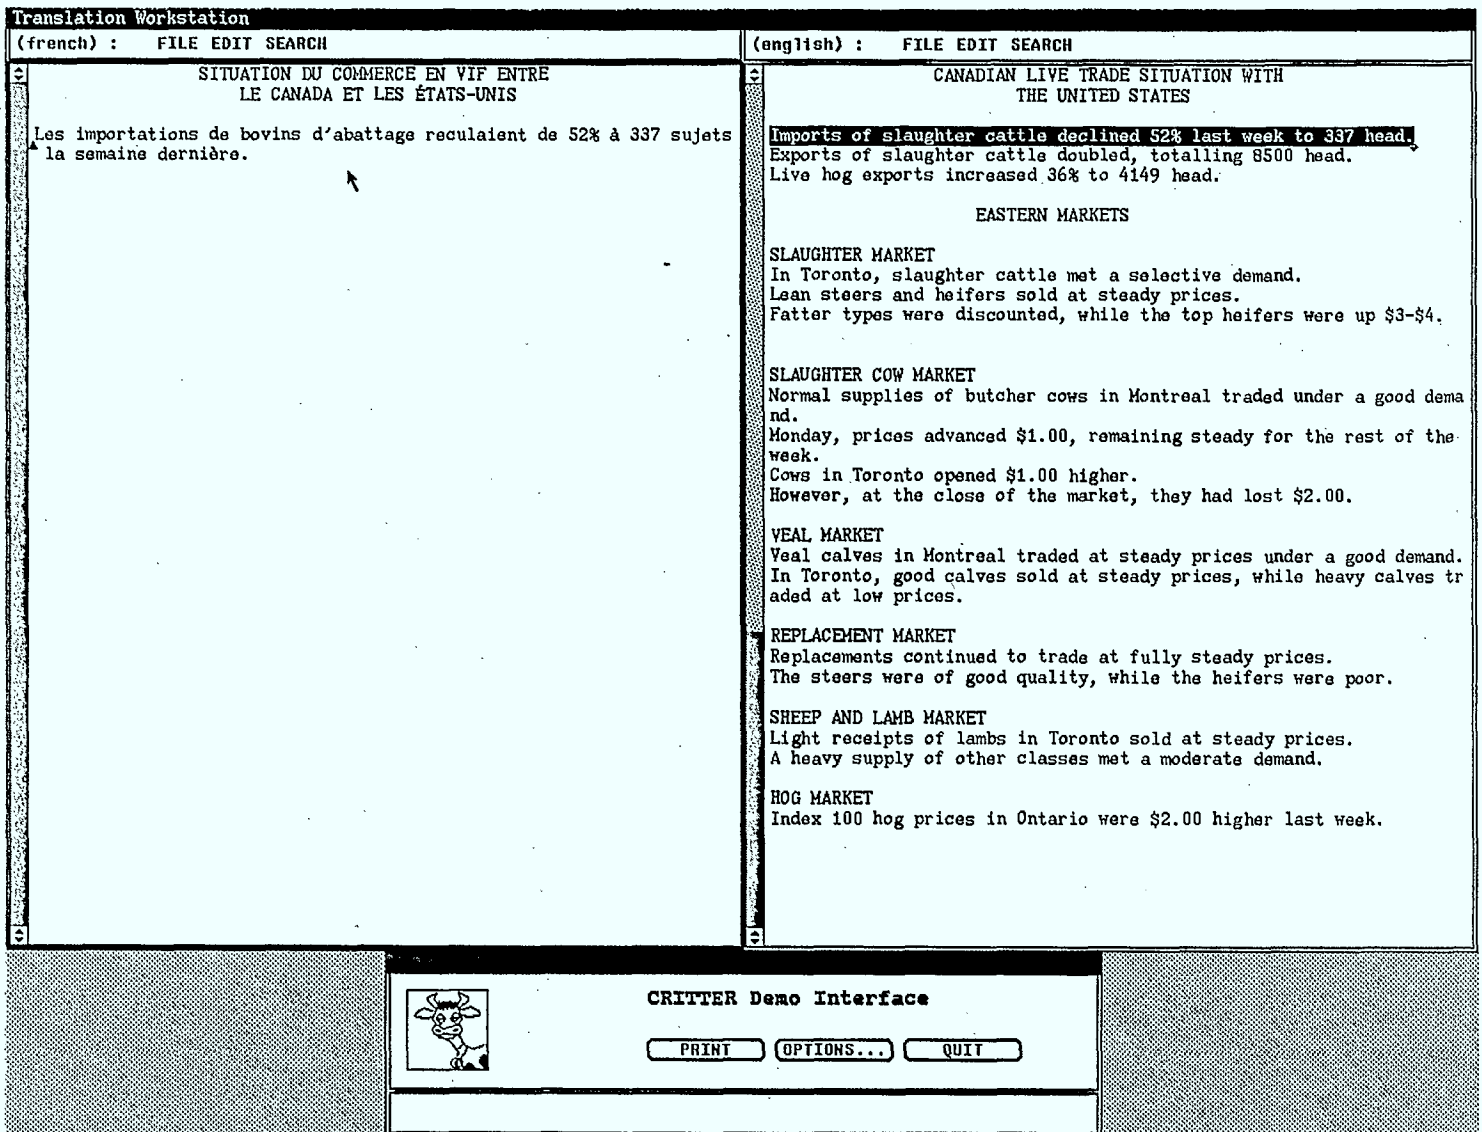 Translation Workstation
(french) : FILE EDIT SEARCH
SITUATION DU COMMERCE EN VIF ENTRE
LE CANADA ET LES ÉTATS-UNIS
Les importations de bovins d'abattage reculaient de 52% à 337 sujets
la semaine dernière.
(english) : FILE EDIT SEARCH
CANADIAN LIVE TRADE SITUATION WITH
THE UNITED STATES
Imports of slaughter cattle declined 52% last week to 337 head.
Exports of slaughter cattle doubled, totalling 8500 head.
Live hog exports increased 36% to 4149 head.
EASTERN MARKETS
SLAUGHTER MARKET
In Toronto, slaughter cattle met a selective demand.
Lean steers and heifers sold at steady prices.
Fatter types were discounted, while the top heifers were up $3-$4.
SLAUGHTER COW MARKET
Normal supplies of butcher cows in Montreal traded under a good dema
nd.
Monday, prices advanced $1.00, remaining steady for the rest of the
week.
Cows in Toronto opened $1.00 higher.
However, at the close of the market, they had lost $2.00.
VEAL MARKET
Veal calves in Montreal traded at steady prices under a good demand.
In Toronto, good calves sold at steady prices, while heavy calves tr
aded at low prices.
REPLACEMENT MARKET
Replacements continued to trade at fully steady prices.
The steers were of good quality, while the heifers were poor.
SHEEP AND LAMB MARKET
Light receipts of lambs in Toronto sold at steady prices.
A heavy supply of other classes met a moderate demand.
HOG MARKET
Index 100 hog prices in Ontario were $2.00 higher last week.
CRITTER Demo Interface
PRINT OPTIONS... QUIT